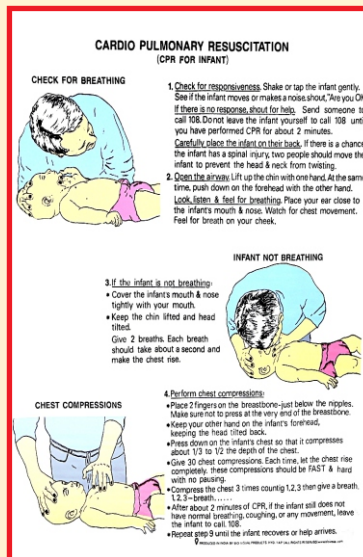 CARDIO PULMONARY RESUSCITATION
(CPR FOR INFANT)
CHECK FOR BREATHING
1. Check for responsiveness. Shake or tap the infant gently.
See if the infant moves or makes a noise.shout,"Are you OK
If there is no response, shout for help. Send someone to
call 108. Do not leave the infant yourself to call 108 until
you have performed CPR for about 2 minutes.
Carefully place the infant on their back. If there is a chance
the infant has a spinal injury, two people should move the
infant to prevent the head & neck from twisting.
2. Open the airway. Lift up the chin with one hand. At the same
time, push down on the forehead with the other hand.
Look, listen & feel for breathing. Place your ear close to
the infant's mouth & nose. Watch for chest movement.
Feel for breath on your cheek.
INFANT NOT BREATHING
3. If the infant is not breathing:
• Cover the infant's mouth & nose
tightly with your mouth.
• Keep the chin lifted and head
tilted.
Give 2 breaths. Each breath
should take about a second and
make the chest rise.
CHEST COMPRESSIONS
4. Perform chest compressions:
• Place 2 fingers on the breastbone-just below the nipples.
Make sure not to press at the very end of the breastbone.
• Keep your other hand on the infant's forehead,
keeping the head tilted back.
• Press down on the infant's chest so that it compresses
about 1/3 to 1/2 the depth of the chest.
• Give 30 chest compressions. Each time, let the chest rise
completely. these compressions should be FAST & hard
with no pausing.
• Compress the chest 3 times counting 1,2,3 then give a breath.
1,2,3~breath......
• After about 2 minutes of CPR, if the infant still does not
have normal breathing, coughing, or any movement, leave
the infant to call 108.
• Repeat step 9 until the infant recovers or help arrives.